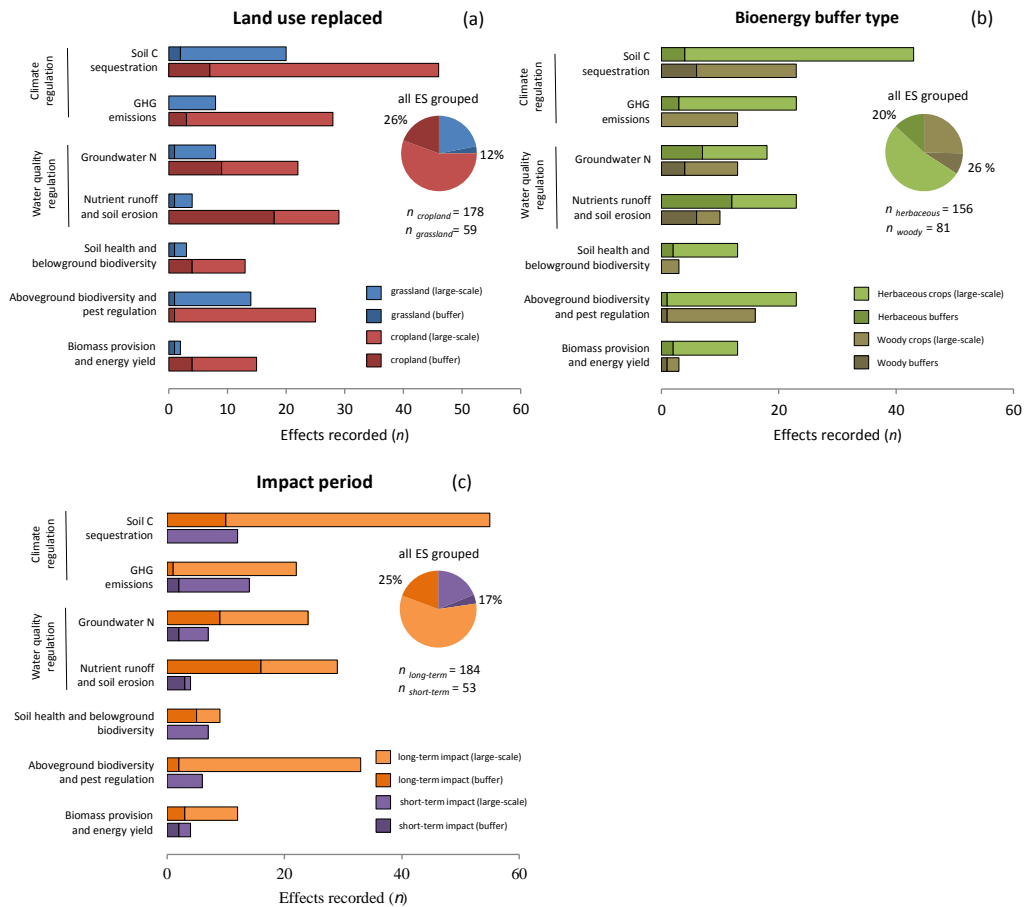 Land use replaced
(a)
Climate
regulation
Water quality
regulation
Soil C
sequestration
GHG
emissions
Groundwater N
Nutrient runoff
and soil erosion
Soil health and
belowground biodiversity
Aboveground biodiversity and
pest regulation
Biomass provision
and energy yield
all ES grouped
26%
12%
n cropland = 178
n grassland = 59
grassland (large-scale)
grassland (buffer)
cropland (large-scale)
cropland (buffer)
0 10 20 30 40 50 60
Effects recorded (n)
Bioenergy buffer type
(b)
Climate
regulation
Water quality
regulation
Soil C
sequestration
GHG
emissions
Groundwater N
Nutrients runoff
and soil erosion
Soil health and
belowground biodiversity
Aboveground biodiversity
and pest regulation
Biomass provision
and energy yield
all ES grouped
20%
26 %
n herbaceous = 156
n woody = 81
Herbaceous crops (large-scale)
Herbaceous buffers
Woody crops (large-scale)
Woody buffers
0 20 40 60
Effects recorded (n)
Impact period
(c)
Climate
regulation
Water quality
regulation
Soil C
sequestration
GHG
emissions
Groundwater N
Nutrient runoff
and soil erosion
Soil health and belowground
biodiversity
Aboveground biodiversity
and pest regulation
Biomass provision
and energy yield
all ES grouped
25%
17%
n long-term = 184
n short-term = 53
long-term impact (large-scale)
long-term impact (buffer)
short-term impact (large-scale)
short-term impact (buffer)
0 20 40 60
Effects recorded (n)